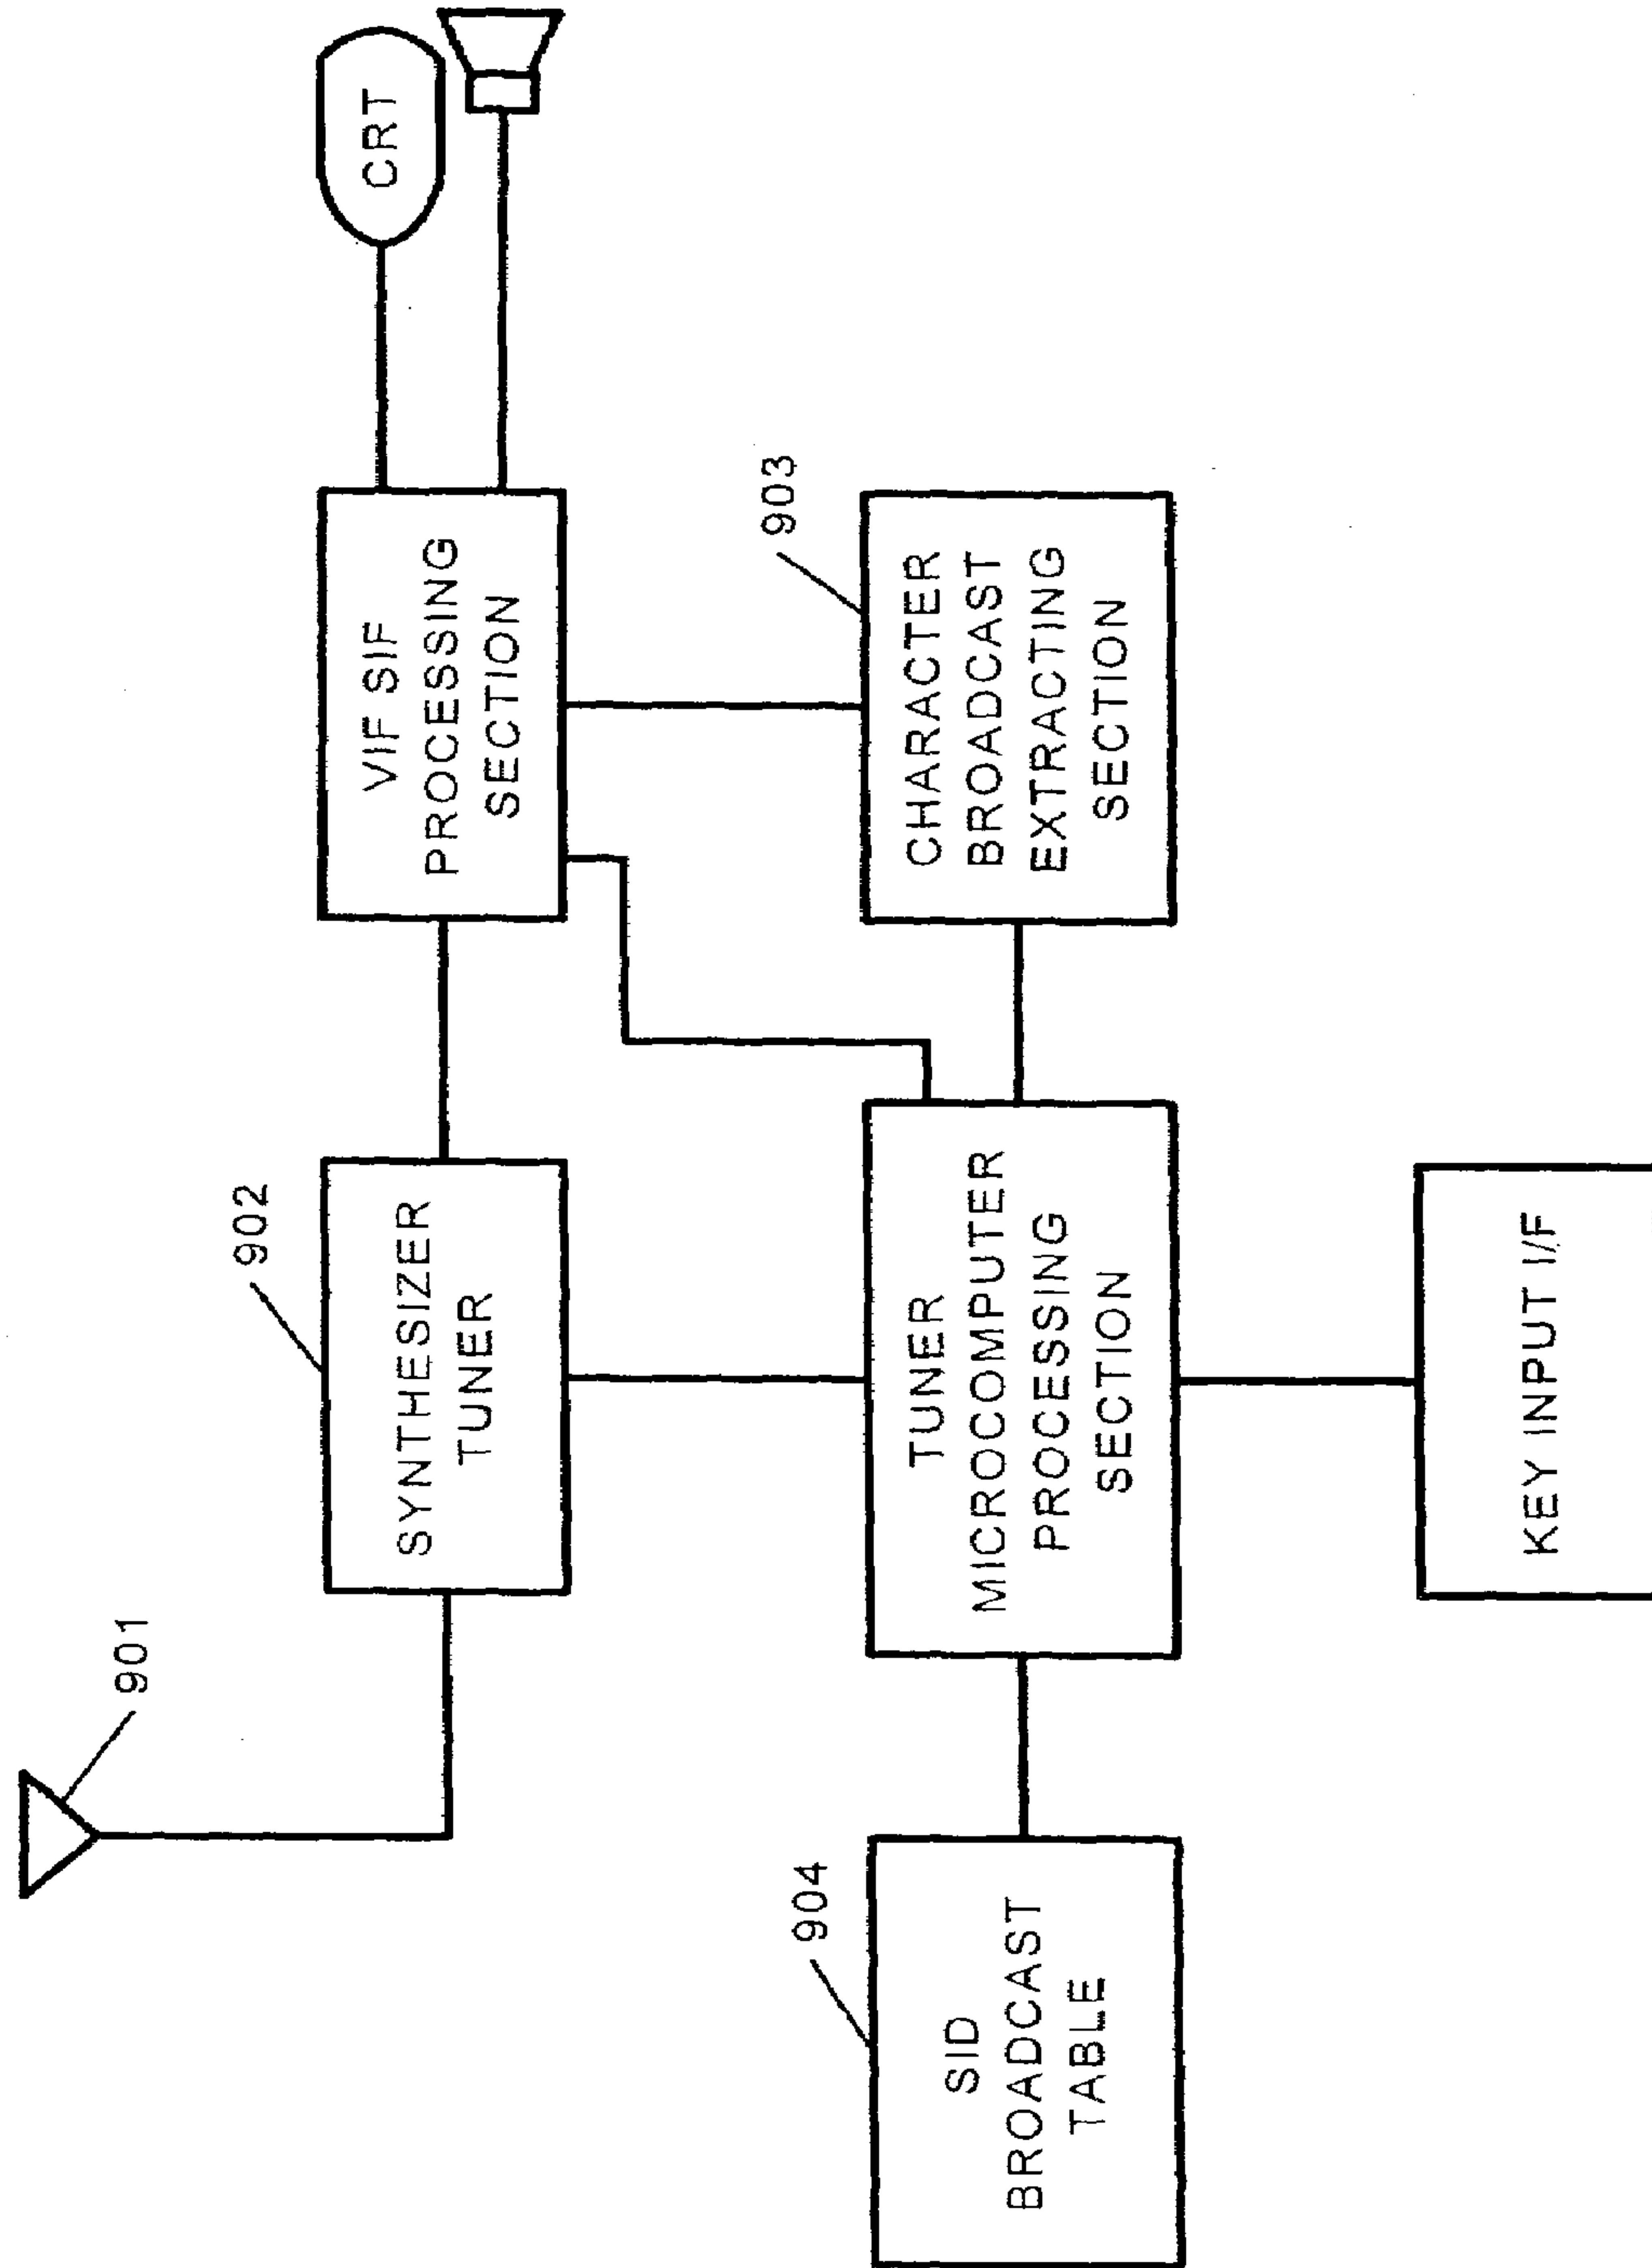 901
902
SYNTHESIZER
TUNER
VIF SIF
PROCESSING
SECTION
CRT
904
SID
BROADCAST
TABLE
TUNER
MICROCOMPUTER
PROCESSING
SECTION
903
CHARACTER
BROADCAST
EXTRACTING
SECTION
KEY INPUT I/F